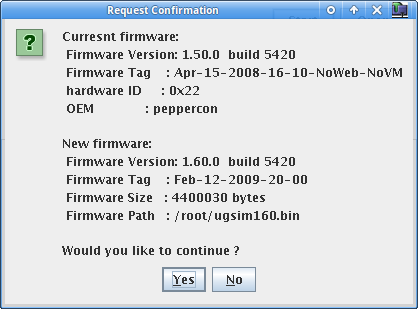 Request Confirmation
?
Curresnt firmware:
Firmware Version: 1.50.0 build 5420
Firmware Tag : Apr-15-2008-16-10-NoWeb-NoVM
hardware ID : 0x22
OEM : peppercon
New firmware:
Firmware Version: 1.60.0 build 5420
Firmware Tag : Feb-12-2009-20-00
Firmware Size : 4400030 bytes
Firmware Path : /root/ugsim160.bin
Would you like to continue ?
Yes No